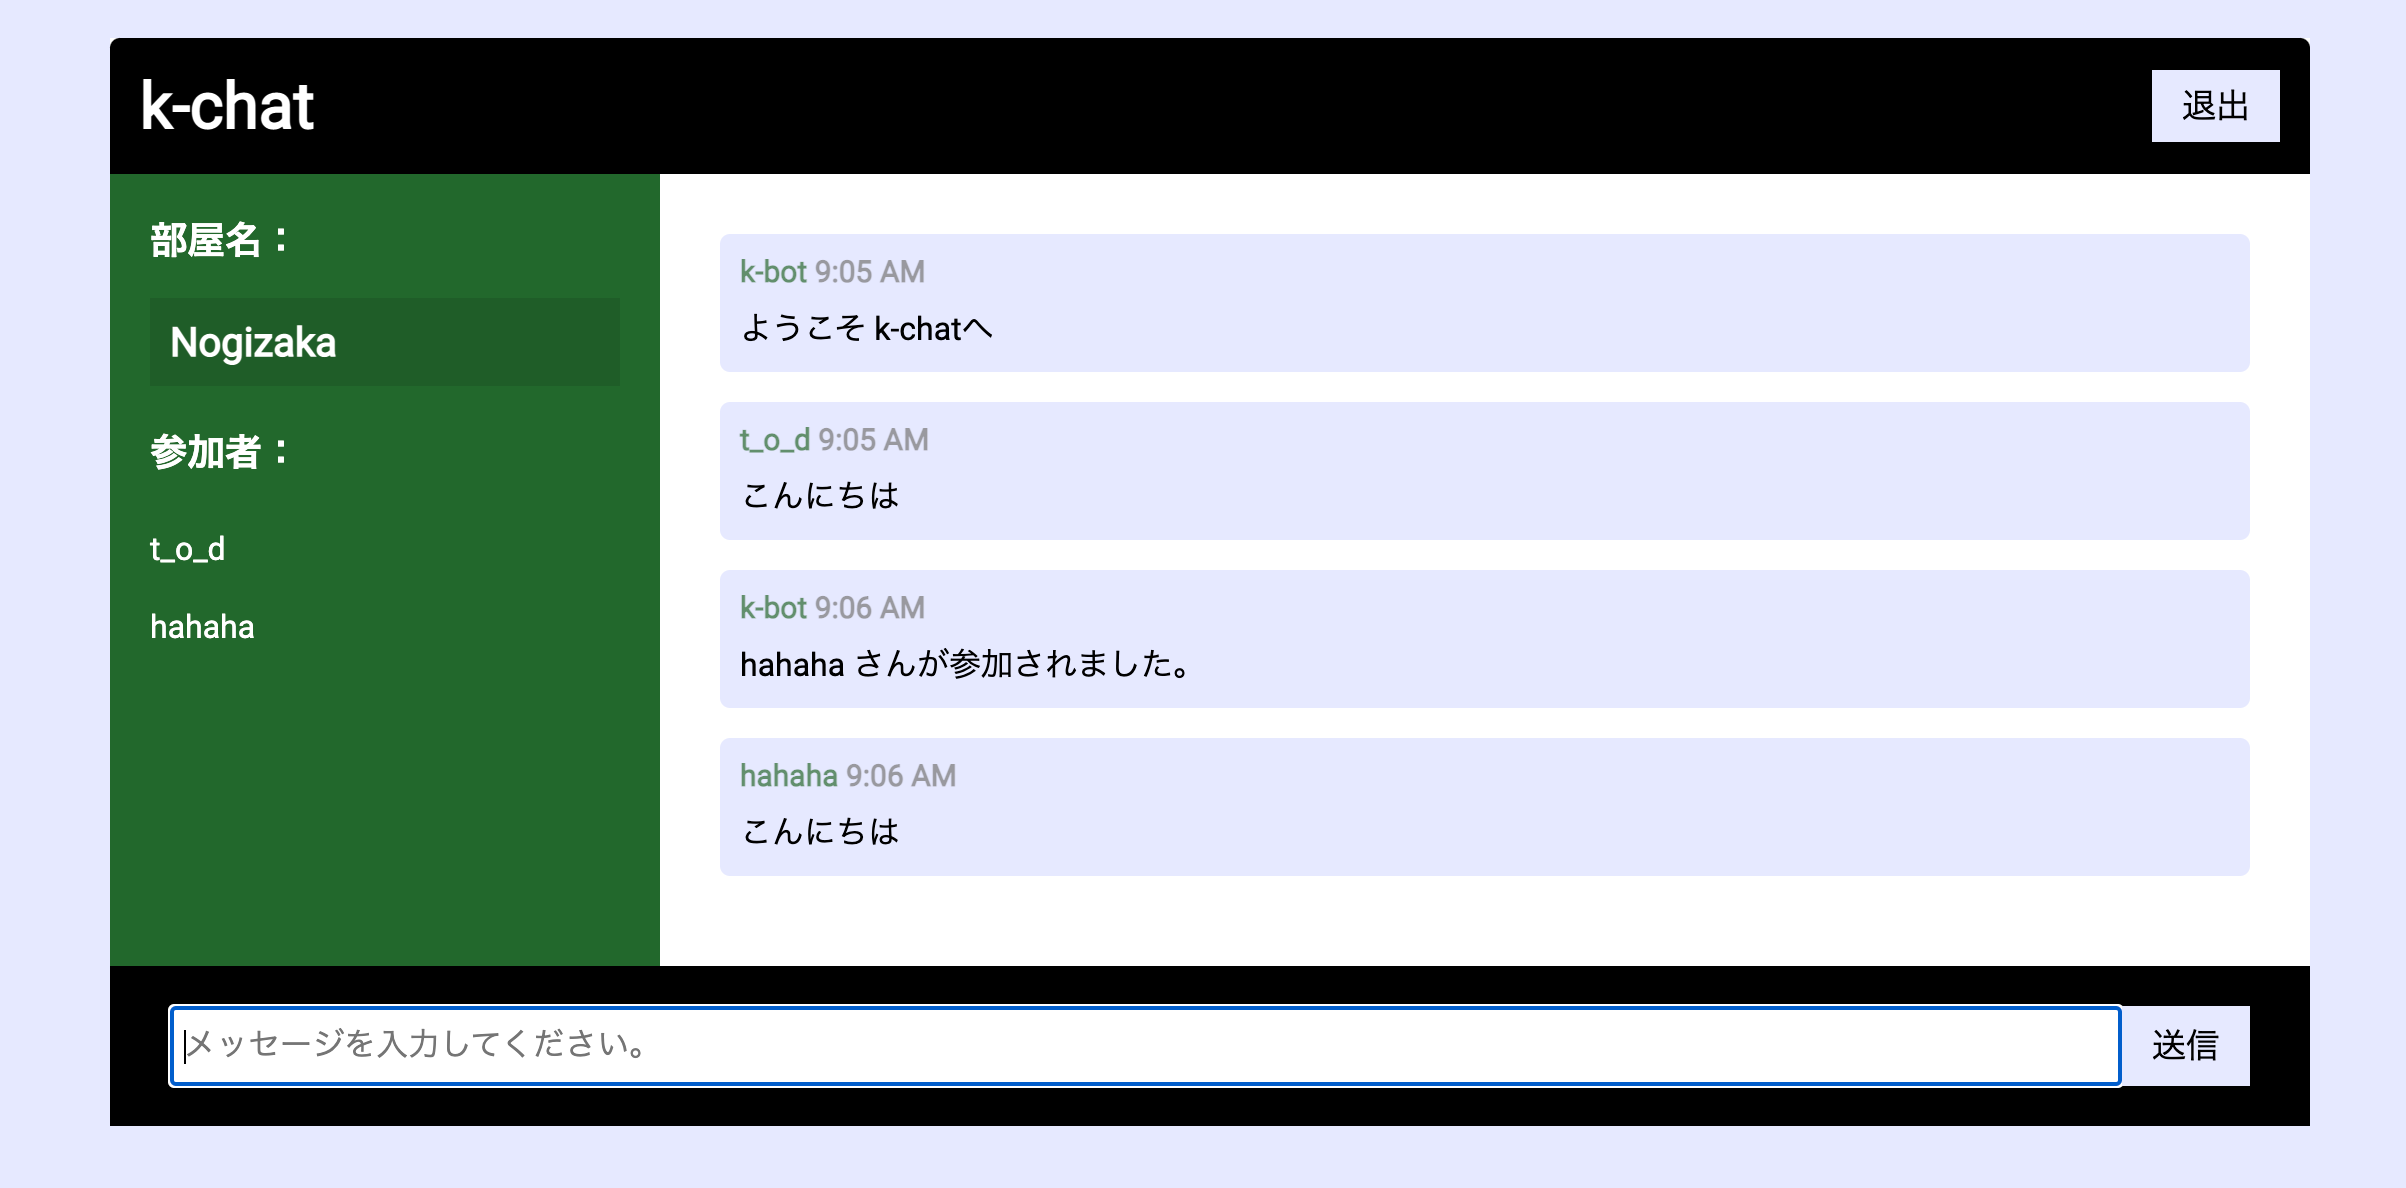 k-chat
退出
部屋名：
Nogizaka
参加者：
t_o_d
hahaha
k-bot 9:05 AM
ようこそ k-chatへ
t_o_d 9:05 AM
こんにちは
k-bot 9:06 AM
hahaha さんが参加されました。
hahaha 9:06 AM
こんにちは
メッセージを入力してください。
送信